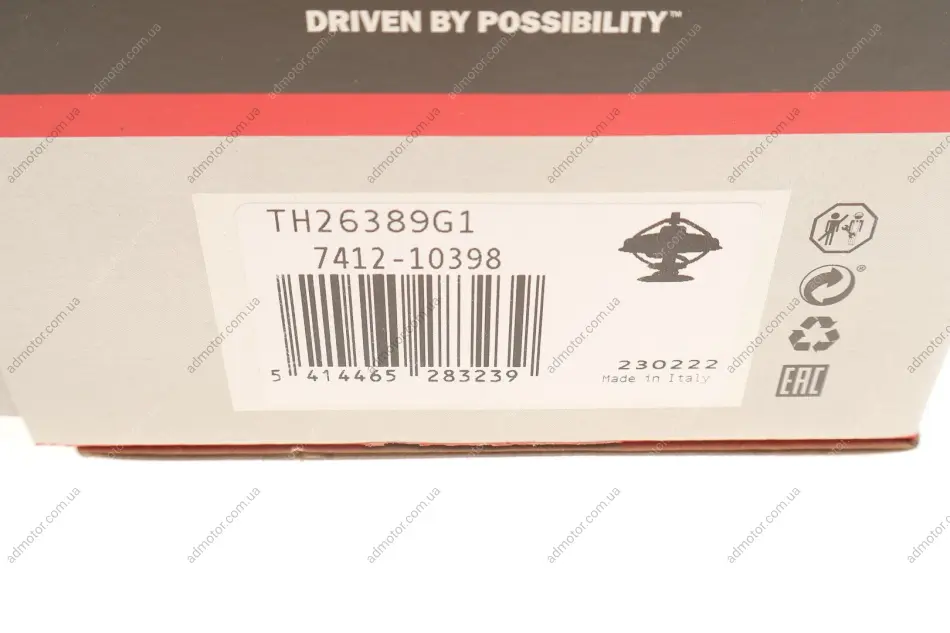 DRIVEN BY POSSIBILITY™
TH26389G1
7412-10398
5 414465 283239
230222
Made in Italy
®
EAC
admotor.com.ua